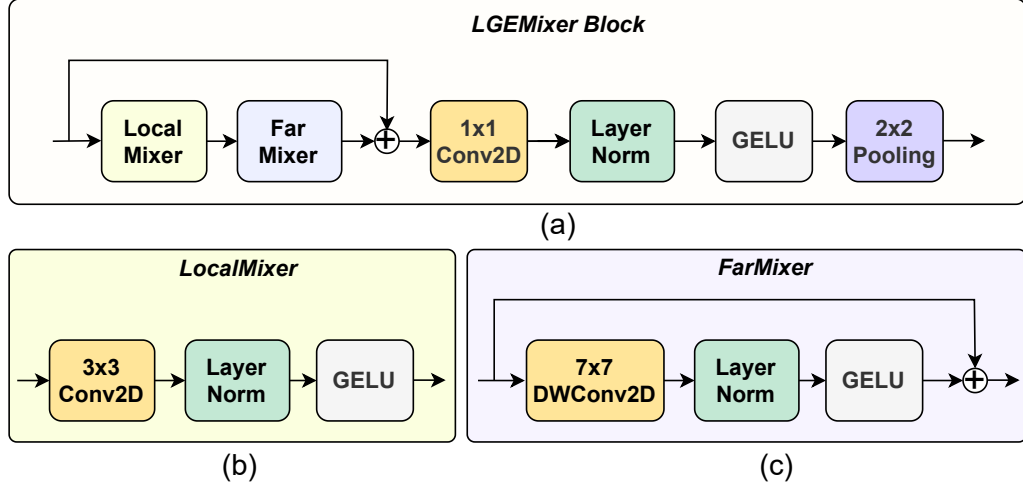 LGEMixer Block
Local
Mixer
Far
Mixer
1x1
Conv2D
Layer
Norm
GELU
2x2
Pooling
(a)
LocalMixer
3x3
Conv2D
Layer
Norm
GELU
(b)
FarMixer
7x7
DWConv2D
Layer
Norm
GELU
(c)